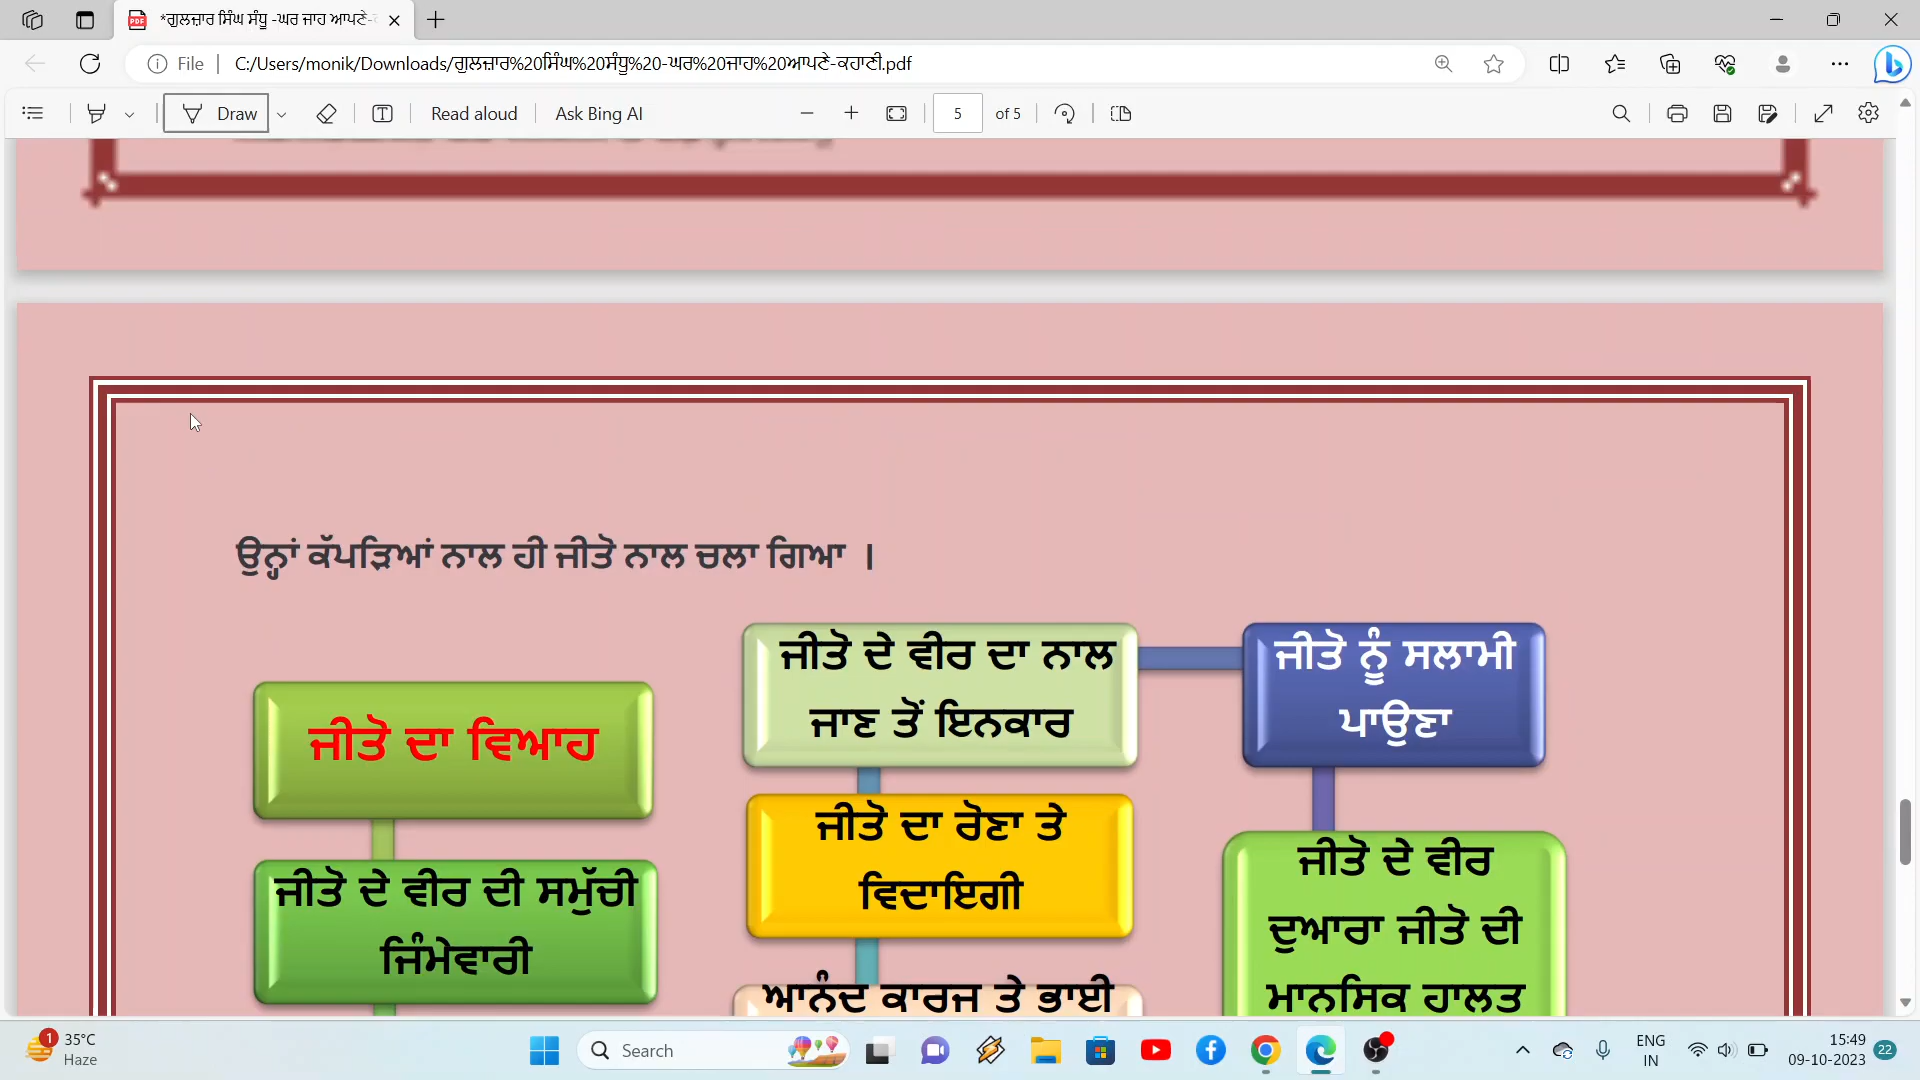 *ਗੁਲਜ਼ਾਰ ਸਿੰਘ ਸੰਧੂ -ਘਰ ਜਾਹ ਆਪਣੇ-
File
C:/Users/monik/Downloads/ਗੁਲਜ਼ਾਰ%20ਸਿੰਘ%20ਸੰਧੂ%20-ਘਰ%20ਜਾਹ%20ਆਪਣੇ-ਕਹਾਣੀ.pdf
Draw
Read aloud
Ask Bing AI
5
of 5
ਉਨ੍ਹਾਂ ਕੱਪੜਿਆਂ ਨਾਲ ਹੀ ਜੀਤੋ ਨਾਲ ਚਲਾ ਗਿਆ ।
ਜੀਤੋ ਦਾ ਵਿਆਹ
ਜੀਤੋ ਦੇ ਵੀਰ ਦੀ ਸਮੁੱਚੀ
ਜਿੰਮੇਵਾਰੀ
ਜੀਤੋ ਦੇ ਵੀਰ ਦਾ ਨਾਲ
ਜਾਣ ਤੋਂ ਇਨਕਾਰ
ਜੀਤੋ ਦਾ ਰੋਣਾ ਤੇ
ਵਿਦਾਇਗੀ
ਆਨੰਦ ਕਾਰਜ ਤੇ ਭਾਈ
ਜੀਤੋ ਨੂੰ ਸਲਾਮੀ
ਪਾਉਣਾ
ਜੀਤੋ ਦੇ ਵੀਰ
ਦੁਆਰਾ ਜੀਤੋ ਦੀ
ਮਾਨਸਿਕ ਹਾਲਤ
1
35°C
Haze
Search
ENG
IN
15:49
09-10-2023
22